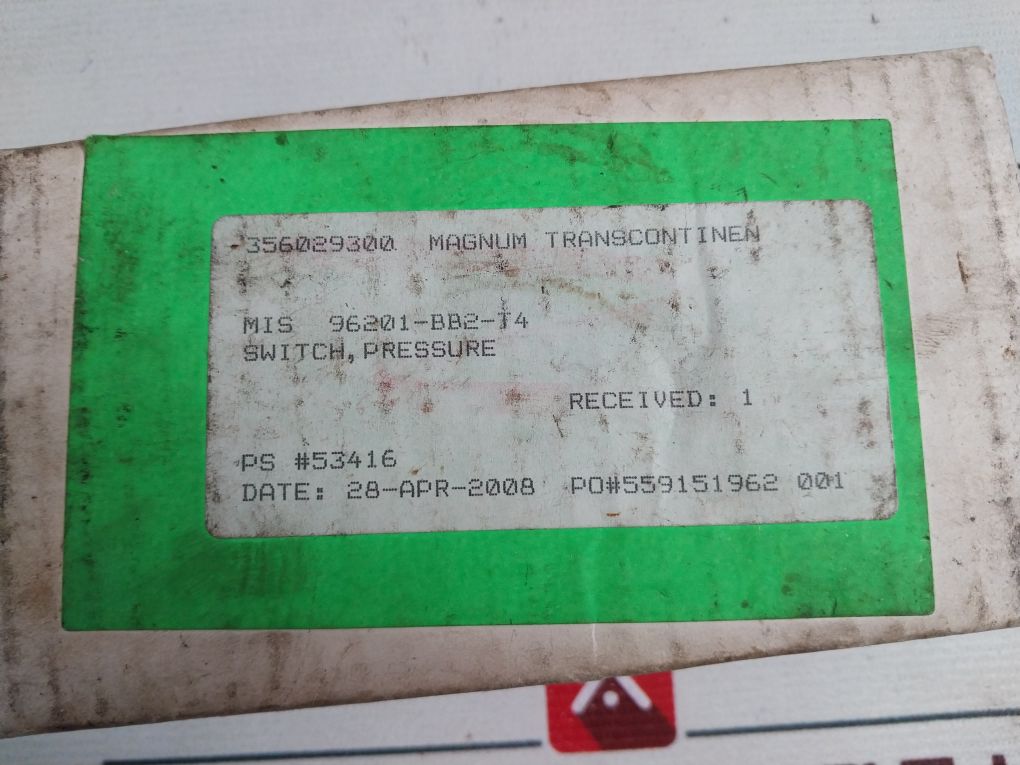 356029300 MAGNUM TRANSCONTINEN
MIS 96201-BB2-T4
SWITCH,PRESSURE
RECEIVED: 1
PS #53416
DATE: 28-APR-2008 PO#559151962 001